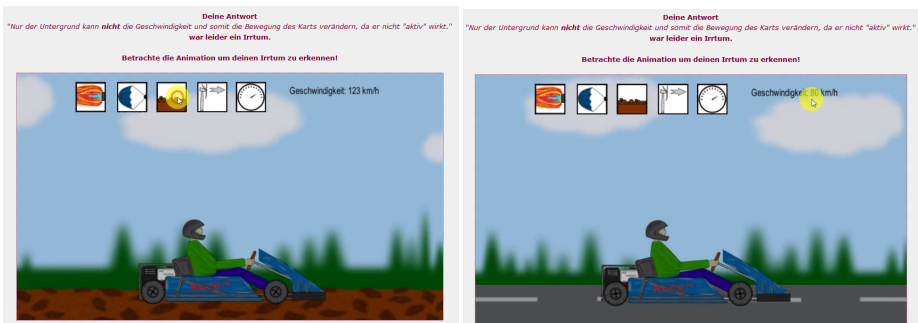 Deine Antwort
"Nur der Untergrund kann nicht die Geschwindigkeit und somit die Bewegung des Karts verändern, da er nicht "aktiv" wirkt."
war leider ein Irrtum.
Betrachte die Animation um deinen Irrtum zu erkennen!
Geschwindigkeit: 123 km/h
RACE
Deine Antwort
"Nur der Untergrund kann nicht die Geschwindigkeit und somit die Bewegung des Karts verändern, da er nicht "aktiv" wirkt."
war leider ein Irrtum.
Betrachte die Animation um deinen Irrtum zu erkennen!
Geschwindigkeit: 80 km/h
RACE